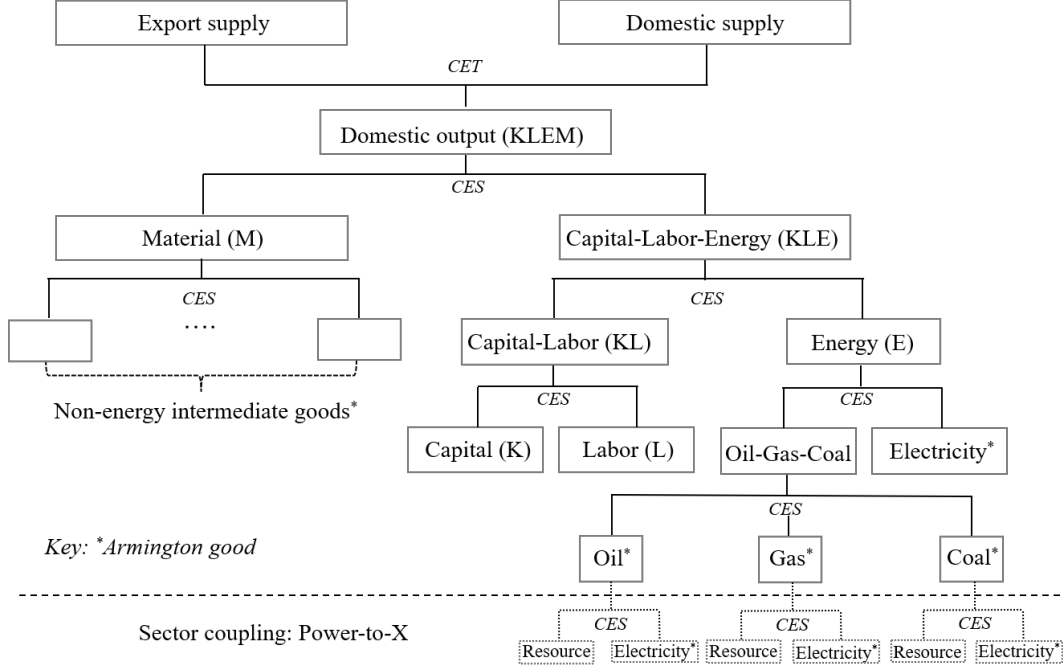 Export supply
Domestic supply
CET
Domestic output (KLEM)
CES
Material (M)
Capital-Labor-Energy (KLE)
CES
....
CES
Capital-Labor (KL)
Energy (E)
Non-energy intermediate goods*
CES
CES
Capital (K)
Labor (L)
Oil-Gas-Coal
Electricity*
CES
Key: *Armington good
Oil*
Gas*
Coal*
Sector coupling: Power-to-X
CES
CES
CES
Resource
Electricity*
Resource
Electricity*
Resource
Electricity*